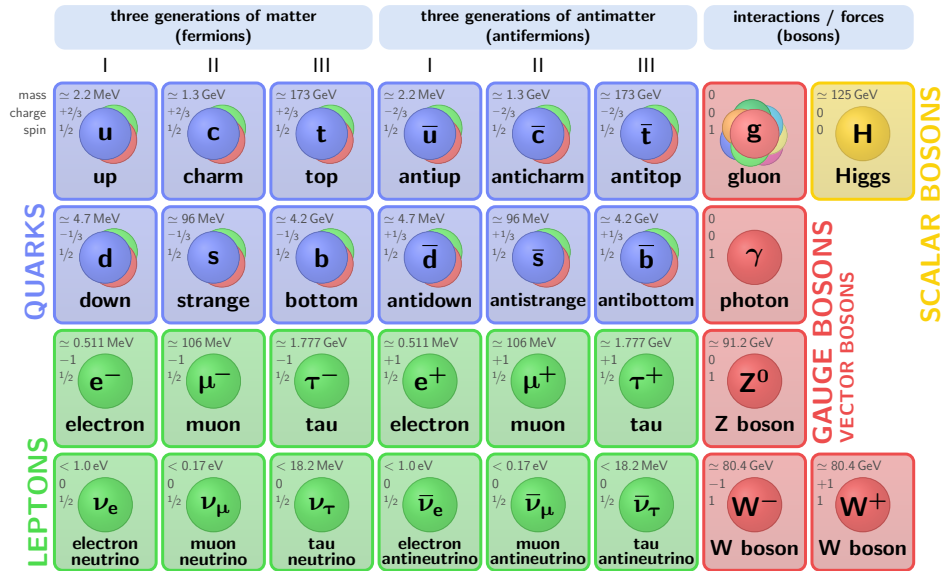 three generations of matter
(fermions)
three generations of antimatter
(antifermions)
interactions / forces
(bosons)
I
II
III
I
II
III
mass
charge
spin
≃ 2.2 MeV
+2/3
1/2
u
up
≃ 1.3 GeV
+2/3
1/2
c
charm
≃ 173 GeV
+2/3
1/2
t
top
≃ 2.2 MeV
−2/3
1/2
u̅
antiup
≃ 1.3 GeV
−2/3
1/2
c̅
anticharm
≃ 173 GeV
−2/3
1/2
t̅
antitop
0
0
1
g
gluon
≃ 125 GeV
0
0
H
Higgs
QUARKS
≃ 4.7 MeV
−1/3
1/2
d
down
≃ 96 MeV
−1/3
1/2
s
strange
≃ 4.2 GeV
−1/3
1/2
b
bottom
≃ 4.7 MeV
+1/3
1/2
d̅
antidown
≃ 96 MeV
+1/3
1/2
s̅
antistrange
≃ 4.2 GeV
+1/3
1/2
b̅
antibottom
0
0
1
γ
photon
SCALAR BOSONS
≃ 0.511 MeV
−1
1/2
e⁻
electron
≃ 106 MeV
−1
1/2
μ⁻
muon
≃ 1.777 GeV
−1
1/2
τ⁻
tau
≃ 0.511 MeV
+1
1/2
e⁺
electron
≃ 106 MeV
+1
1/2
μ⁺
muon
≃ 1.777 GeV
+1
1/2
τ⁺
tau
≃ 91.2 GeV
0
1
Z⁰
Z boson
GAUGE BOSONS
VECTOR BOSONS
LEPTONS
< 1.0 eV
0
1/2
νe
electron
neutrino
< 0.17 eV
0
1/2
νμ
muon
neutrino
< 18.2 MeV
0
1/2
ντ
tau
neutrino
< 1.0 eV
0
1/2
ν̅e
electron
antineutrino
< 0.17 eV
0
1/2
ν̅μ
muon
antineutrino
< 18.2 MeV
0
1/2
ν̅τ
tau
antineutrino
≃ 80.4 GeV
−1
1
W⁻
W boson
≃ 80.4 GeV
+1
1
W⁺
W boson